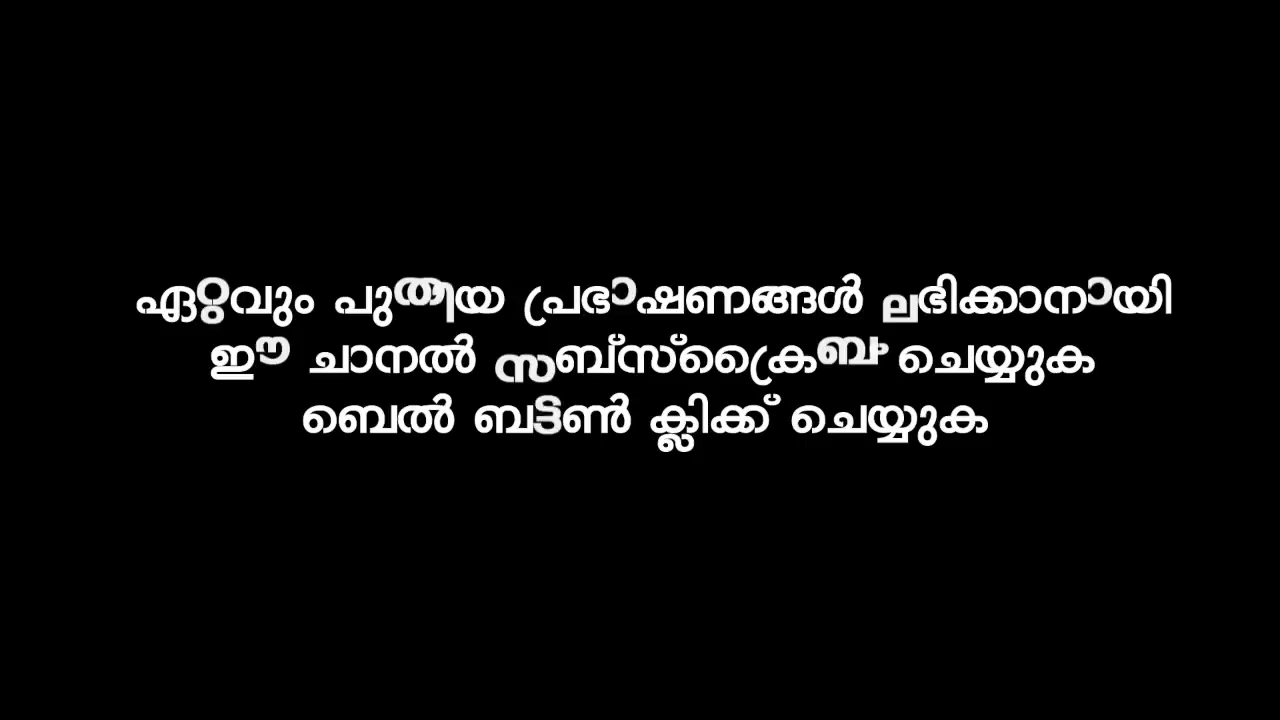 ഏറ്റവും പുതിയ പ്രഭാഷണങ്ങൾ ലഭിക്കാനായി
ഈ ചാനൽ സബ്സ്ക്രൈബ് ചെയ്യുക
ബെൽ ബട്ടൺ ക്ലിക്ക് ചെയ്യുക